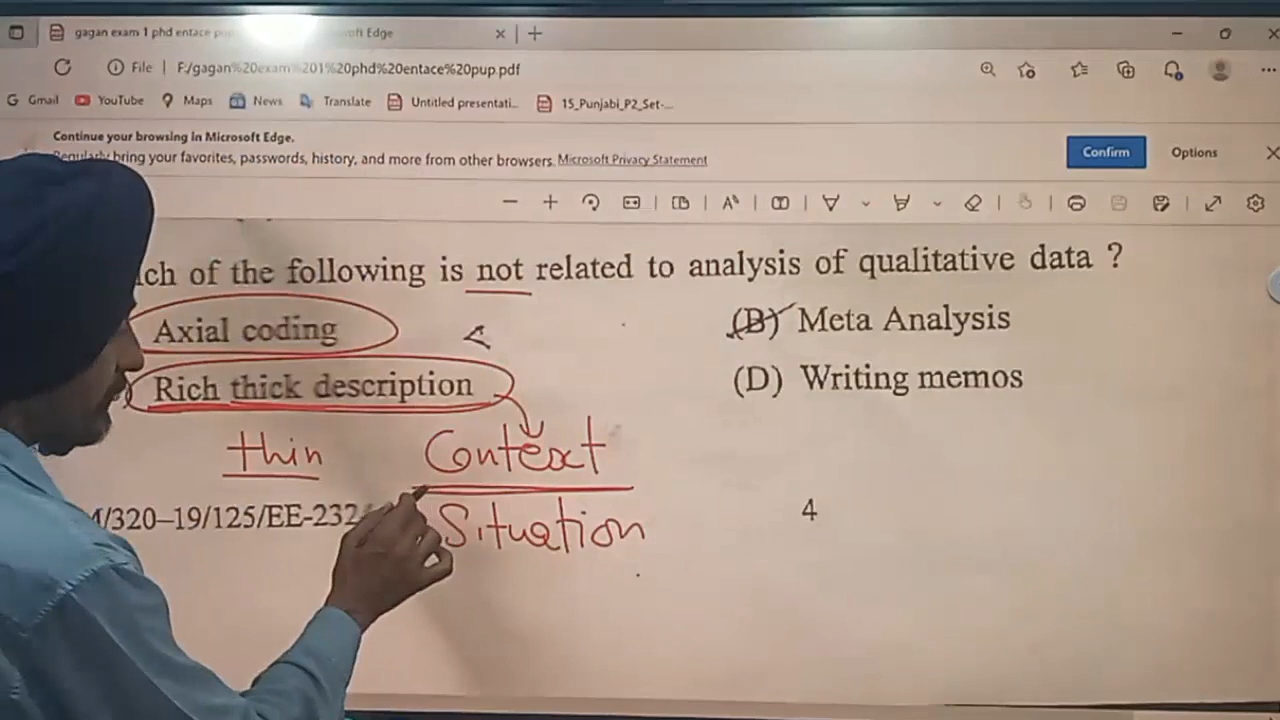 gagan exam 1 phd entace oft Edge
File F:/gagan%20exam%201%20phd%20entace%20pup.pdf
Gmail YouTube Maps News Translate Untitled presentati... 15_Punjabi_P2_Set-...
Continue your browsing in Microsoft Edge.
Regularly bring your favorites, passwords, history, and more from other browsers. Microsoft Privacy Statement Confirm Options
ch of the following is not related to analysis of qualitative data ?
Axial coding (B) Meta Analysis
Rich thick description (D) Writing memos
thin Context
/320–19/125/EE-232 Situation 4